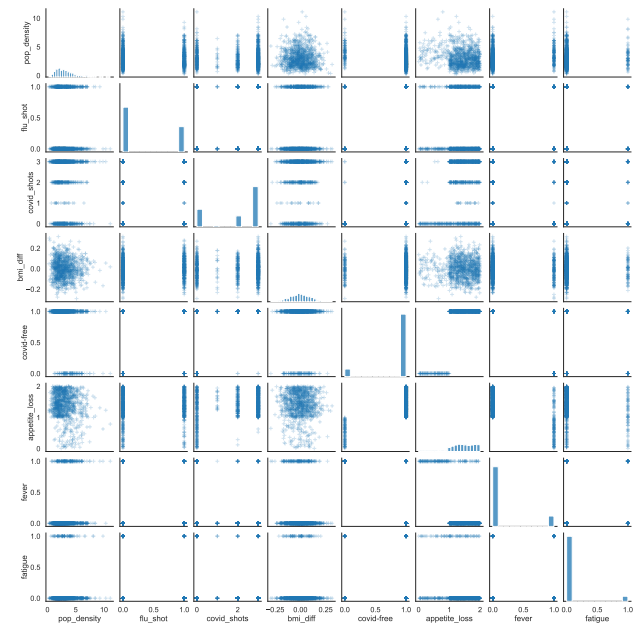 pop_density
10
5
0
flu_shot
1.0
0.5
0.0
covid_shots
3
2
1
0
bmi_diff
0.2
0.0
−0.2
covid-free
1.0
0.5
0.0
appetite_loss
2
1
0
fever
1.0
0.5
0.0
fatigue
1.0
0.5
0.0
0 5 10 0.0 0.5 1.0 0 2 −0.25 0.00 0.25 0.0 0.5 1.0 0 1 2 0.0 0.5 1.0 0.0 0.5 1.0
pop_density flu_shot covid_shots bmi_diff covid-free appetite_loss fever fatigue